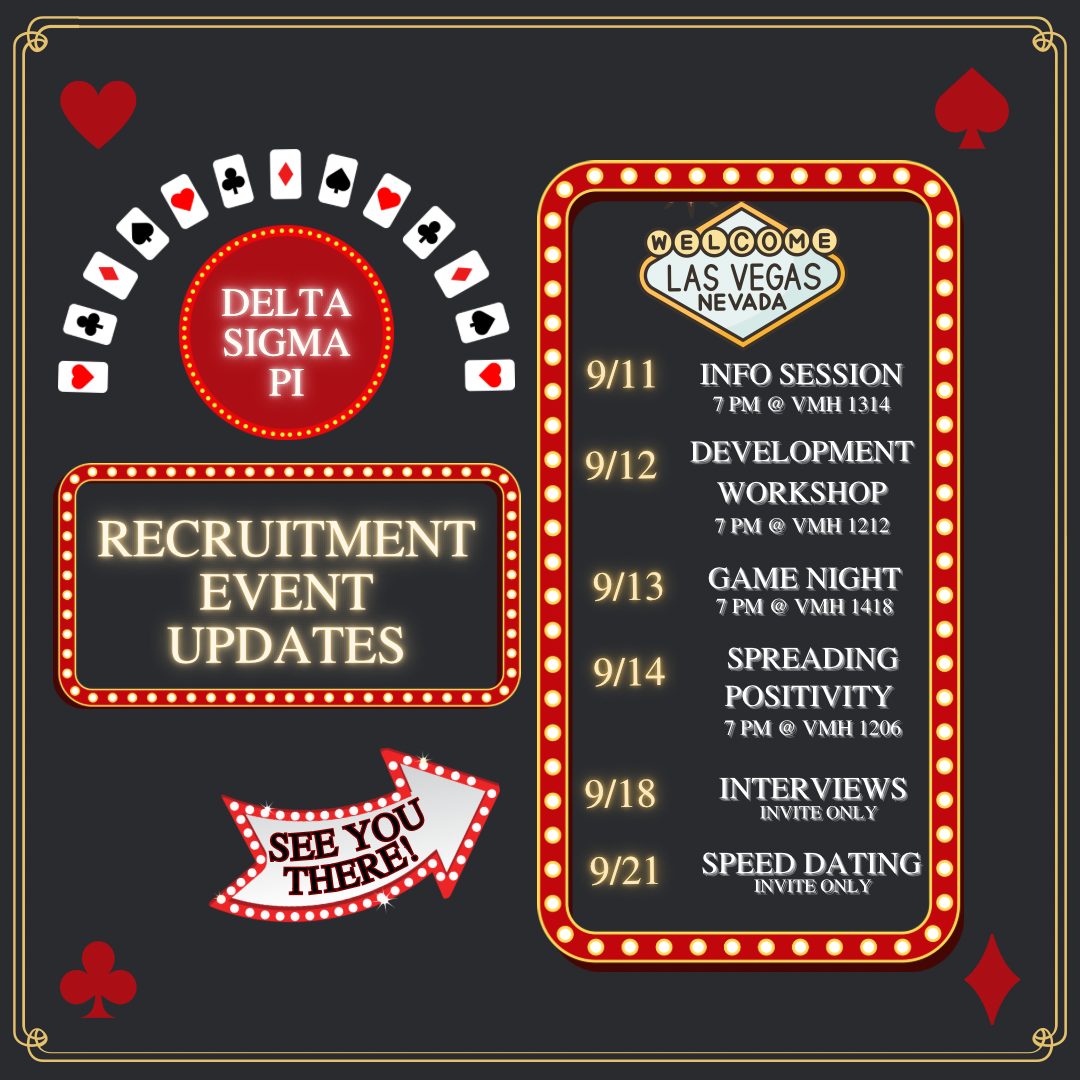 DELTA
SIGMA
PI
RECRUITMENT
EVENT
UPDATES
SEE YOU
THERE!
WELCOME
LAS VEGAS
NEVADA
9/11 INFO SESSION
7 PM @ VMH 1314
9/12 DEVELOPMENT
WORKSHOP
7 PM @ VMH 1212
9/13 GAME NIGHT
7 PM @ VMH 1418
9/14 SPREADING
POSITIVITY
7 PM @ VMH 1206
9/18 INTERVIEWS
INVITE ONLY
9/21 SPEED DATING
INVITE ONLY